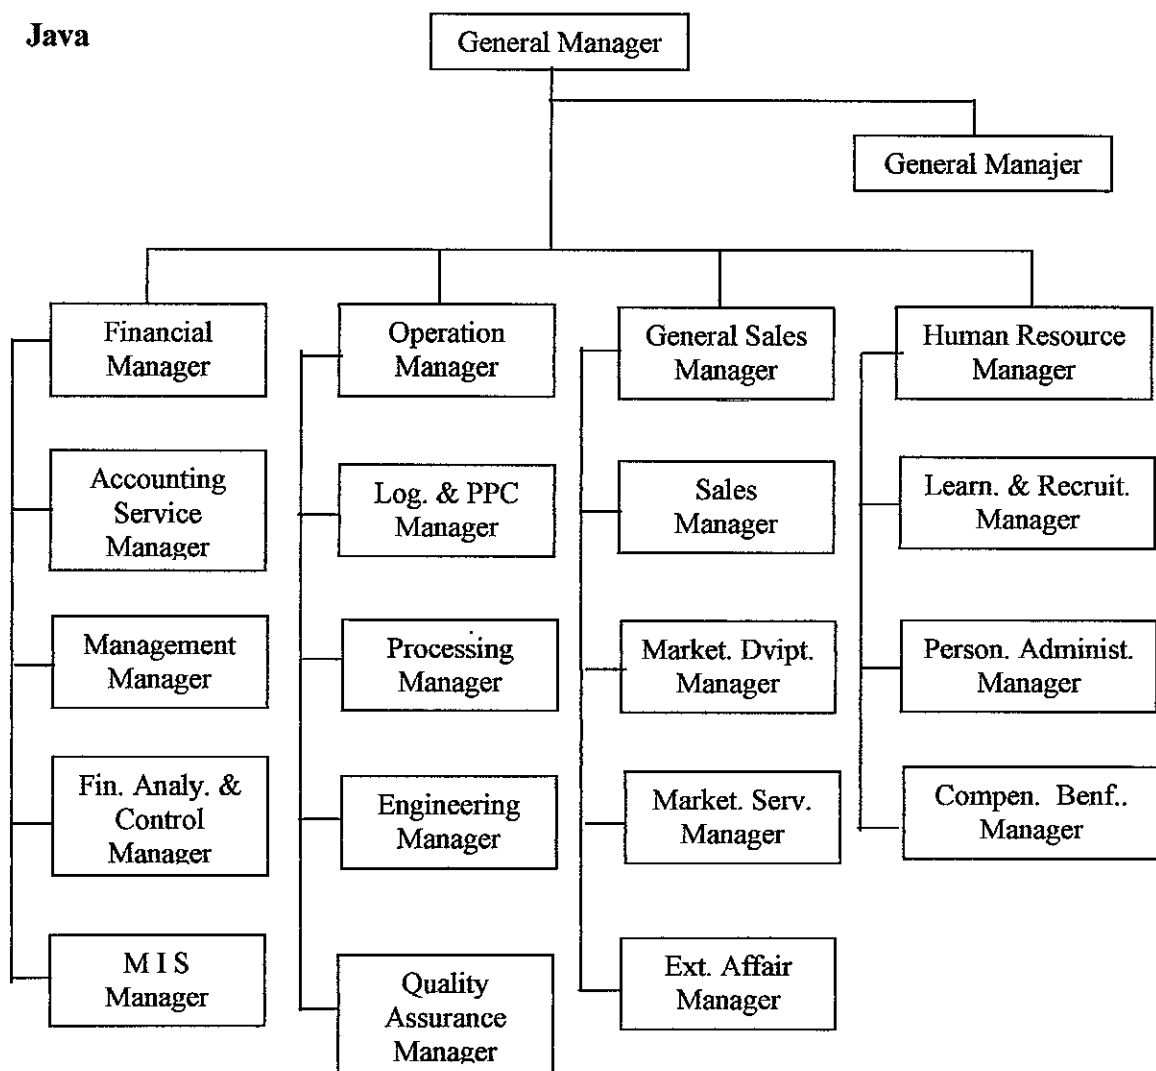 Java
General Manager
General Manajer
Financial
Manager
Operation
Manager
General Sales
Manager
Human Resource
Manager
Accounting
Service
Manager
Log. & PPC
Manager
Sales
Manager
Learn. & Recruit.
Manager
Management
Manager
Processing
Manager
Market. Dvipt.
Manager
Person. Administ.
Manager
Fin. Analy. &
Control
Manager
Engineering
Manager
Market. Serv.
Manager
Compen. Benf..
Manager
M I S
Manager
Quality
Assurance
Manager
Ext. Affair
Manager